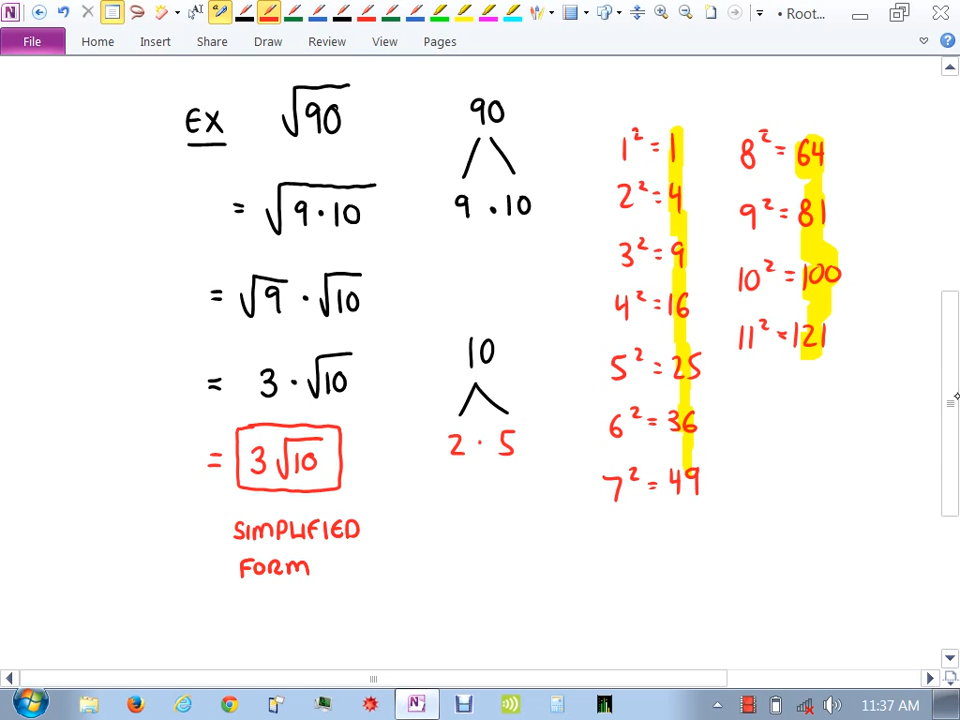 Root...
File
Home Insert Share Draw Review View Pages
EX √90
= √9·10
= √9 · √10
= 3 · √10
= 3√10
SIMPLIFIED
FORM
90
9 · 10
10
2 · 5
1² = 1
2² = 4
3² = 9
4² = 16
5² = 25
6² = 36
7² = 49
8² = 64
9² = 81
10² = 100
11² = 121
11:37 AM